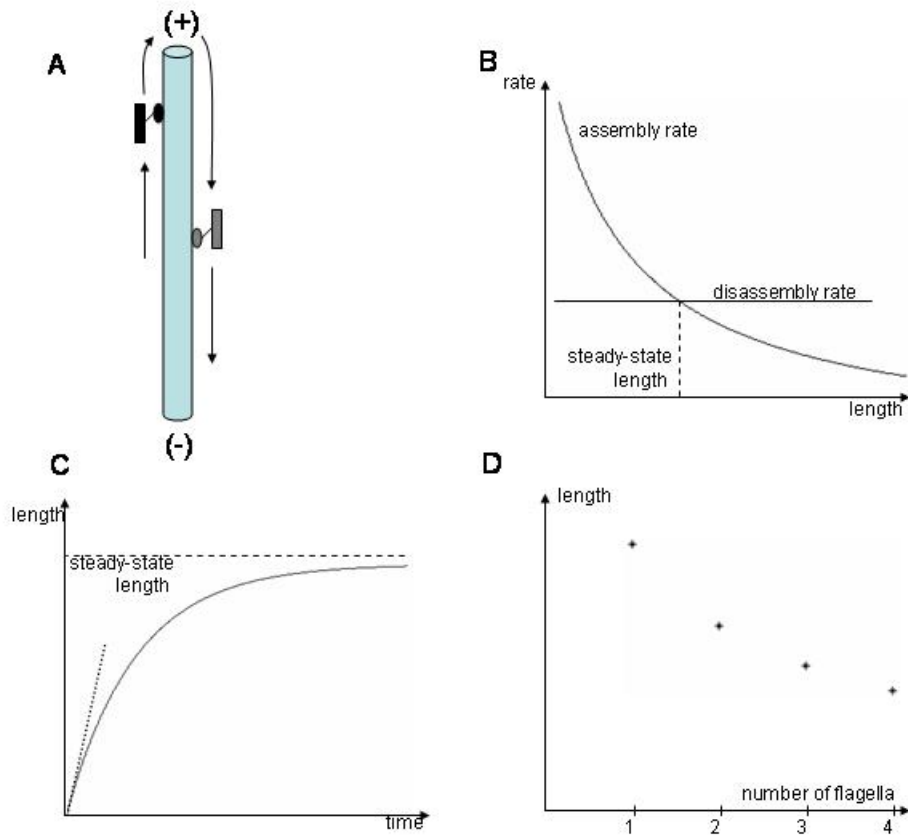 A
(+)
(-)
B
rate
assembly rate
disassembly rate
steady-state
length
length
C
length
steady-state
length
time
D
length
number of flagella
1 2 3 4